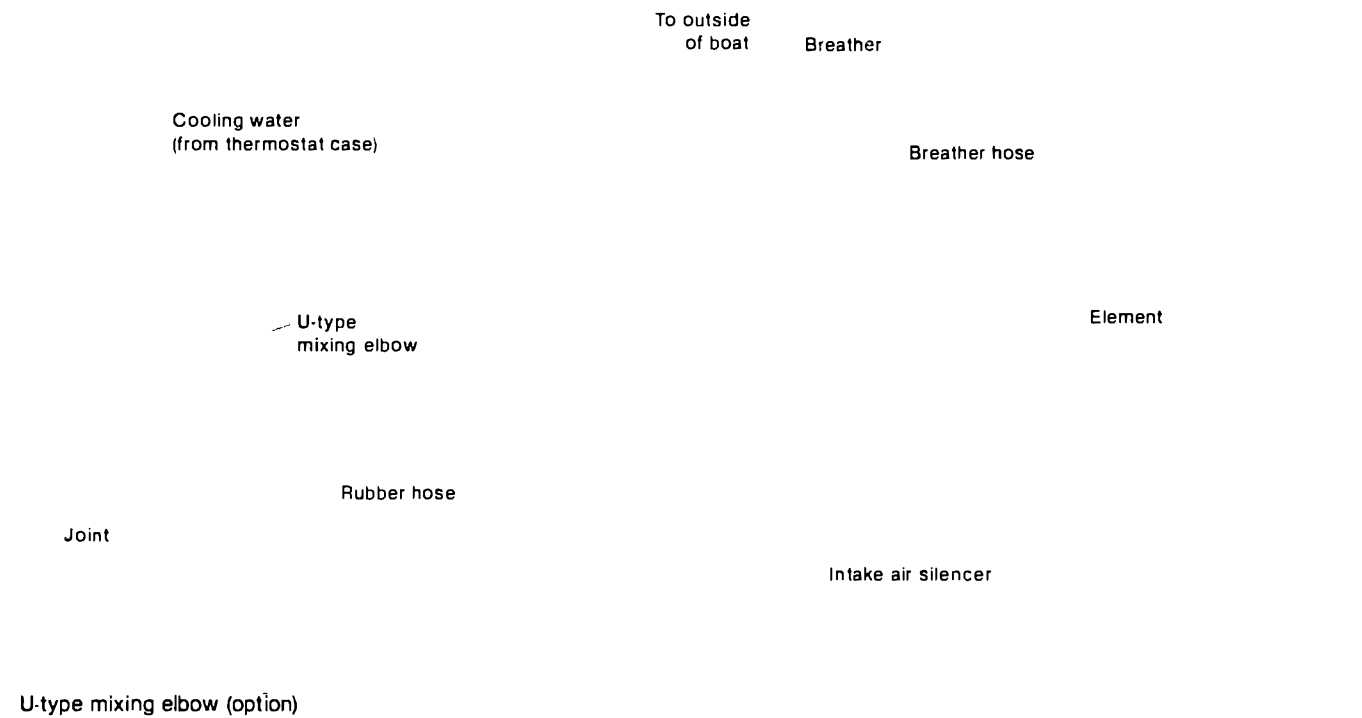 To outside
of boat
Breather
Cooling water
(from thermostat case)
Breather hose
U-type
mixing elbow
Element
Rubber hose
Joint
Intake air silencer
U-type mixing elbow (option)